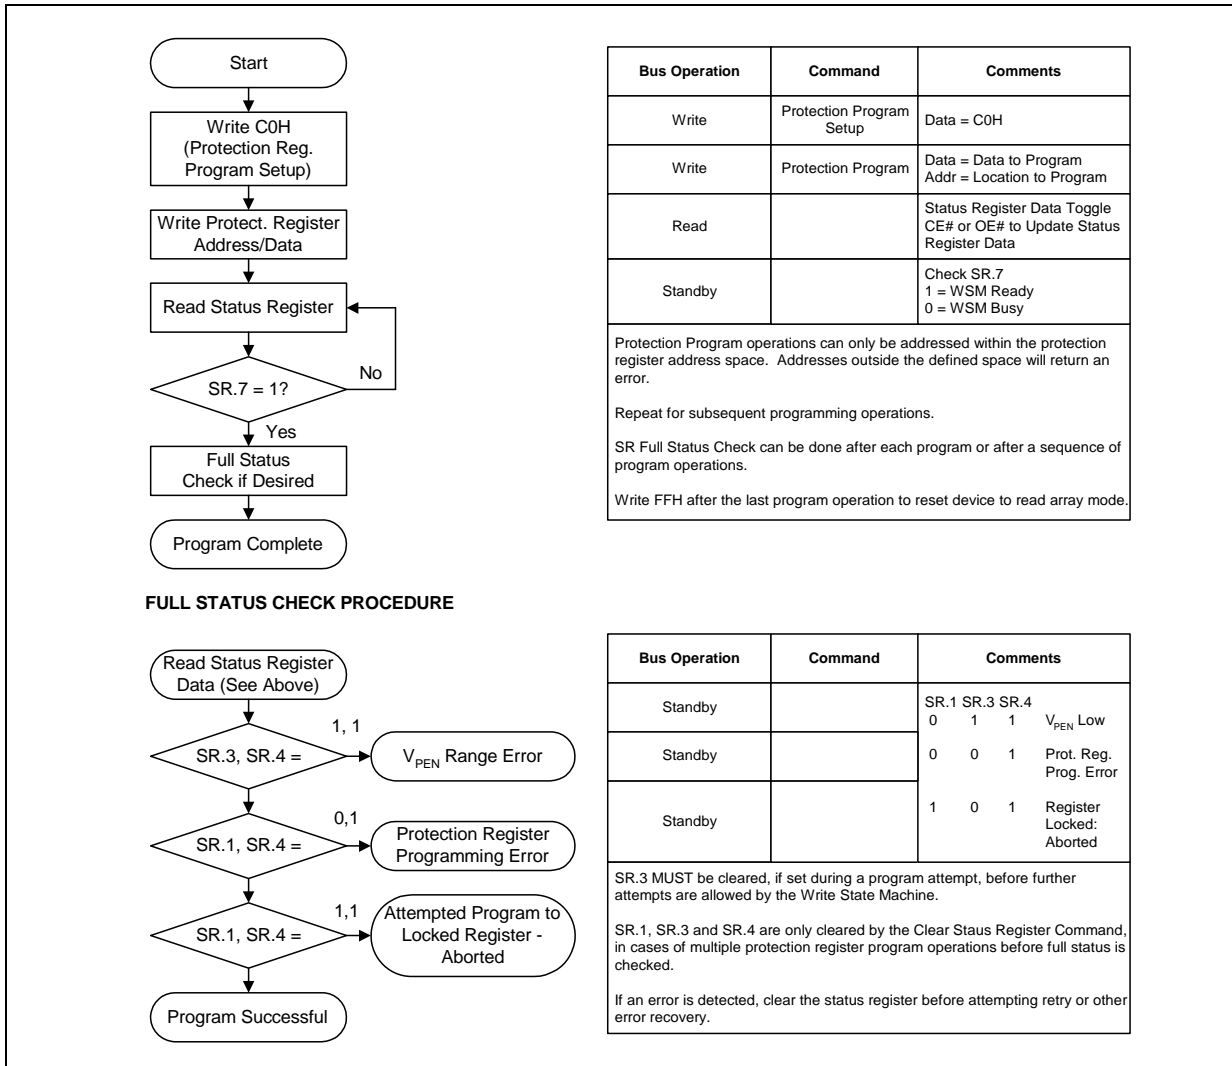 Start
Write C0H
(Protection Reg.
Program Setup)
Write Protect. Register
Address/Data
Read Status Register
No
SR.7 = 1?
Yes
Full Status
Check if Desired
Program Complete
Bus Operation Command Comments
Write Protection Program
Setup Data = C0H
Write Protection Program Data = Data to Program
Addr = Location to Program
Read Status Register Data Toggle
CE# or OE# to Update Status
Register Data
Standby Check SR.7
1 = WSM Ready
0 = WSM Busy
Protection Program operations can only be addressed within the protection
register address space. Addresses outside the defined space will return an
error.
Repeat for subsequent programming operations.
SR Full Status Check can be done after each program or after a sequence of
program operations.
Write FFH after the last program operation to reset device to read array mode.
FULL STATUS CHECK PROCEDURE
Read Status Register
Data (See Above)
1, 1
SR.3, SR.4 =
VPEN Range Error
0,1
SR.1, SR.4 =
Protection Register
Programming Error
1,1
SR.1, SR.4 =
Attempted Program to
Locked Register -
Aborted
Program Successful
Bus Operation Command Comments
Standby SR.1 SR.3 SR.4
0 1 1 VPEN Low
Standby 0 0 1 Prot. Reg.
Prog. Error
Standby 1 0 1 Register
Locked:
Aborted
SR.3 MUST be cleared, if set during a program attempt, before further
attempts are allowed by the Write State Machine.
SR.1, SR.3 and SR.4 are only cleared by the Clear Staus Register Command,
in cases of multiple protection register program operations before full status is
checked.
If an error is detected, clear the status register before attempting retry or other
error recovery.